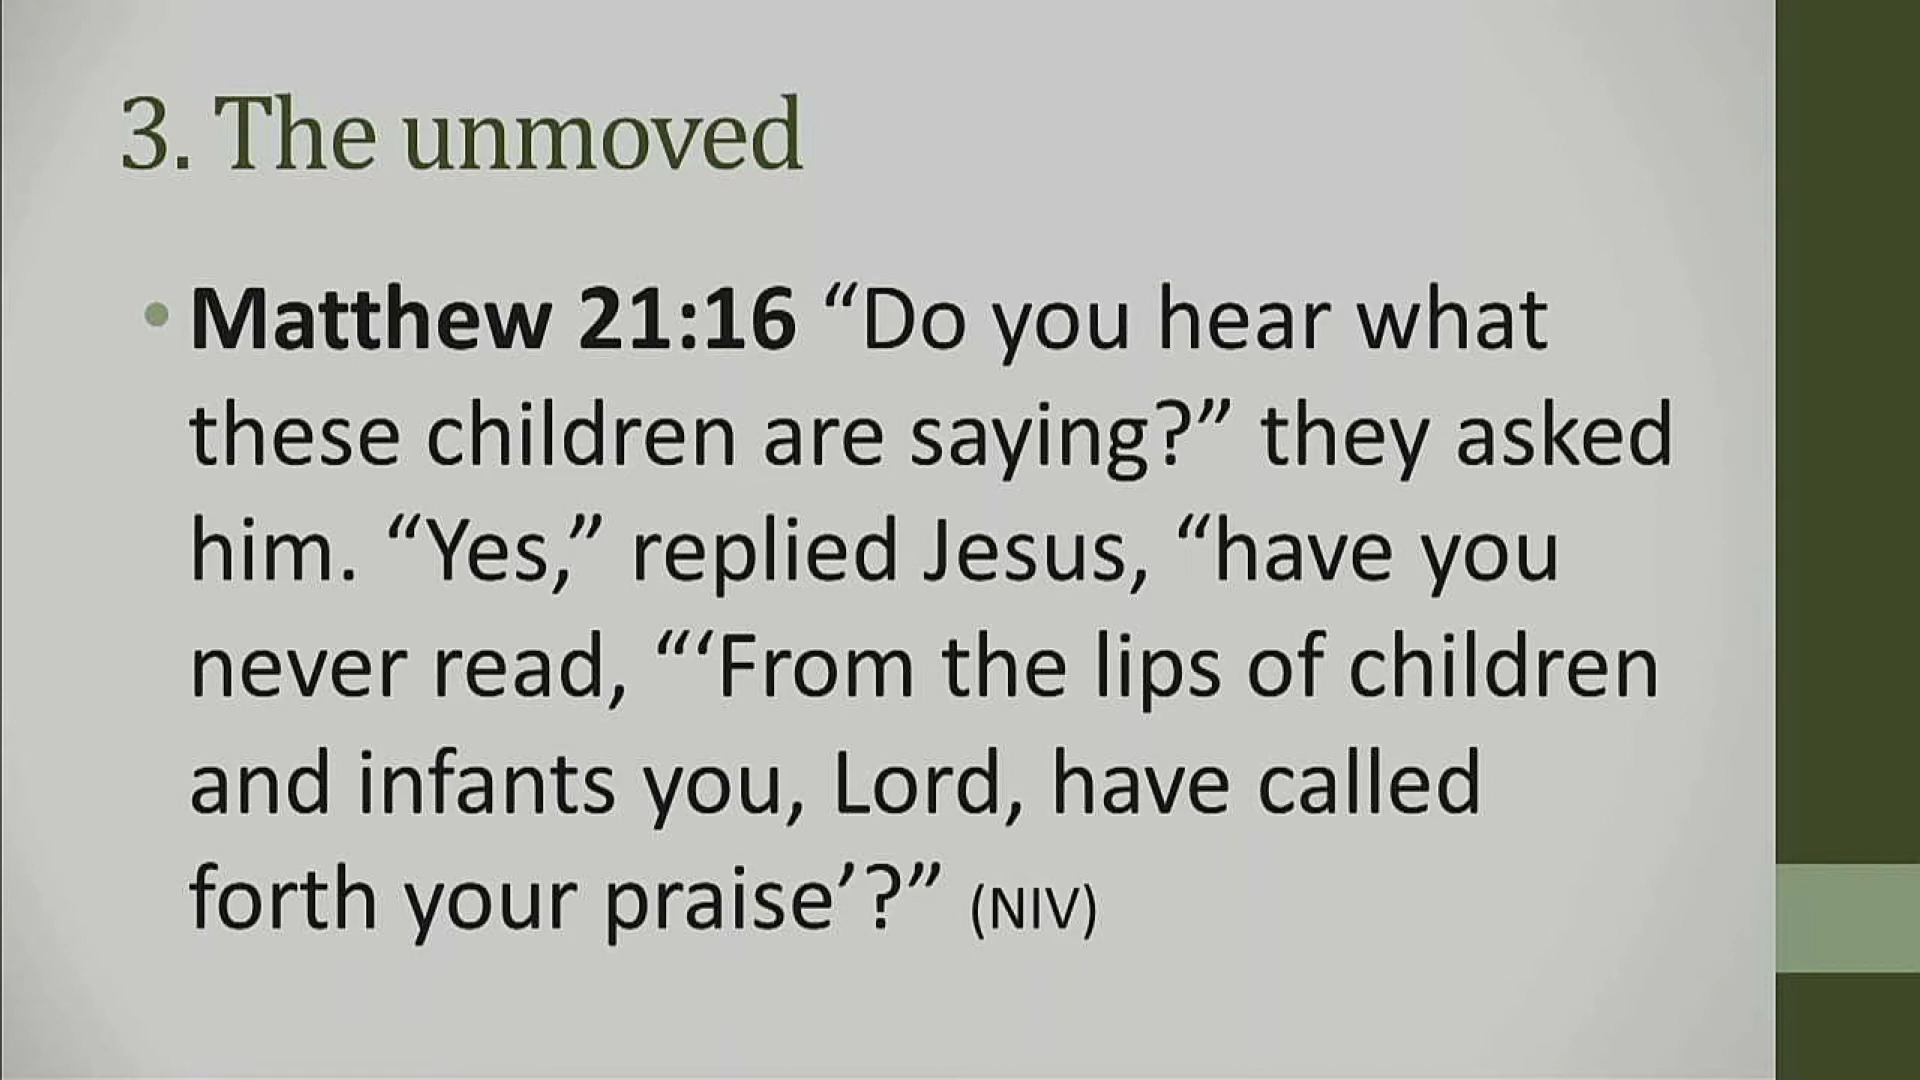 3. The unmoved
• Matthew 21:16 “Do you hear what
these children are saying?” they asked
him. “Yes,” replied Jesus, “have you
never read, “‘From the lips of children
and infants you, Lord, have called
forth your praise’?” (NIV)